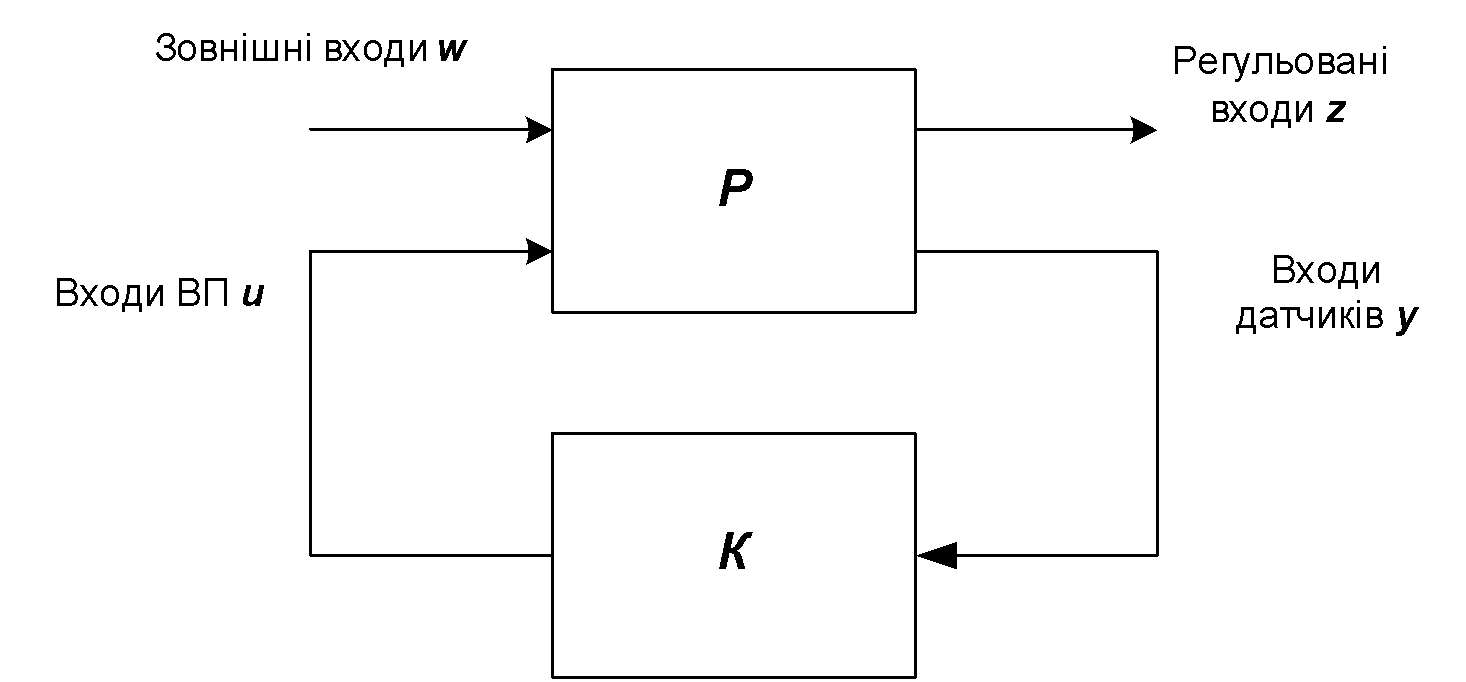 Зовнішні входи w
Регульовані
входи z
P
Входи ВП u
Входи
датчиків y
К